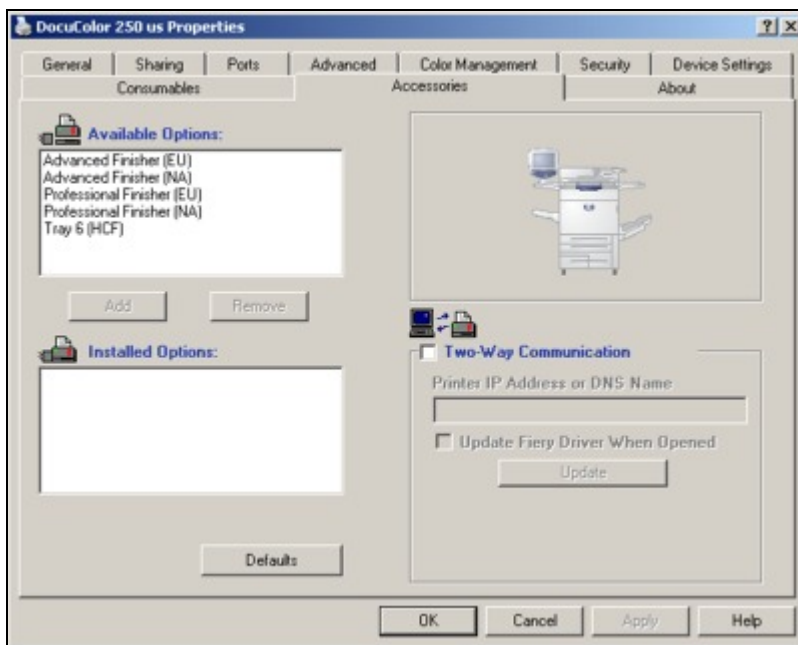 DocuColor 250 us Properties
General Sharing Ports Advanced Color Management Security Device Settings
Consumables Accessories About
Available Options:
Advanced Finisher (EU)
Advanced Finisher (NA)
Professional Finisher (EU)
Professional Finisher (NA)
Tray 6 (HCF)
Add Remove
Installed Options:
Defaults
Two-Way Communication
Printer IP Address or DNS Name
Update Fiery Driver When Opened
Update
OK Cancel Apply Help